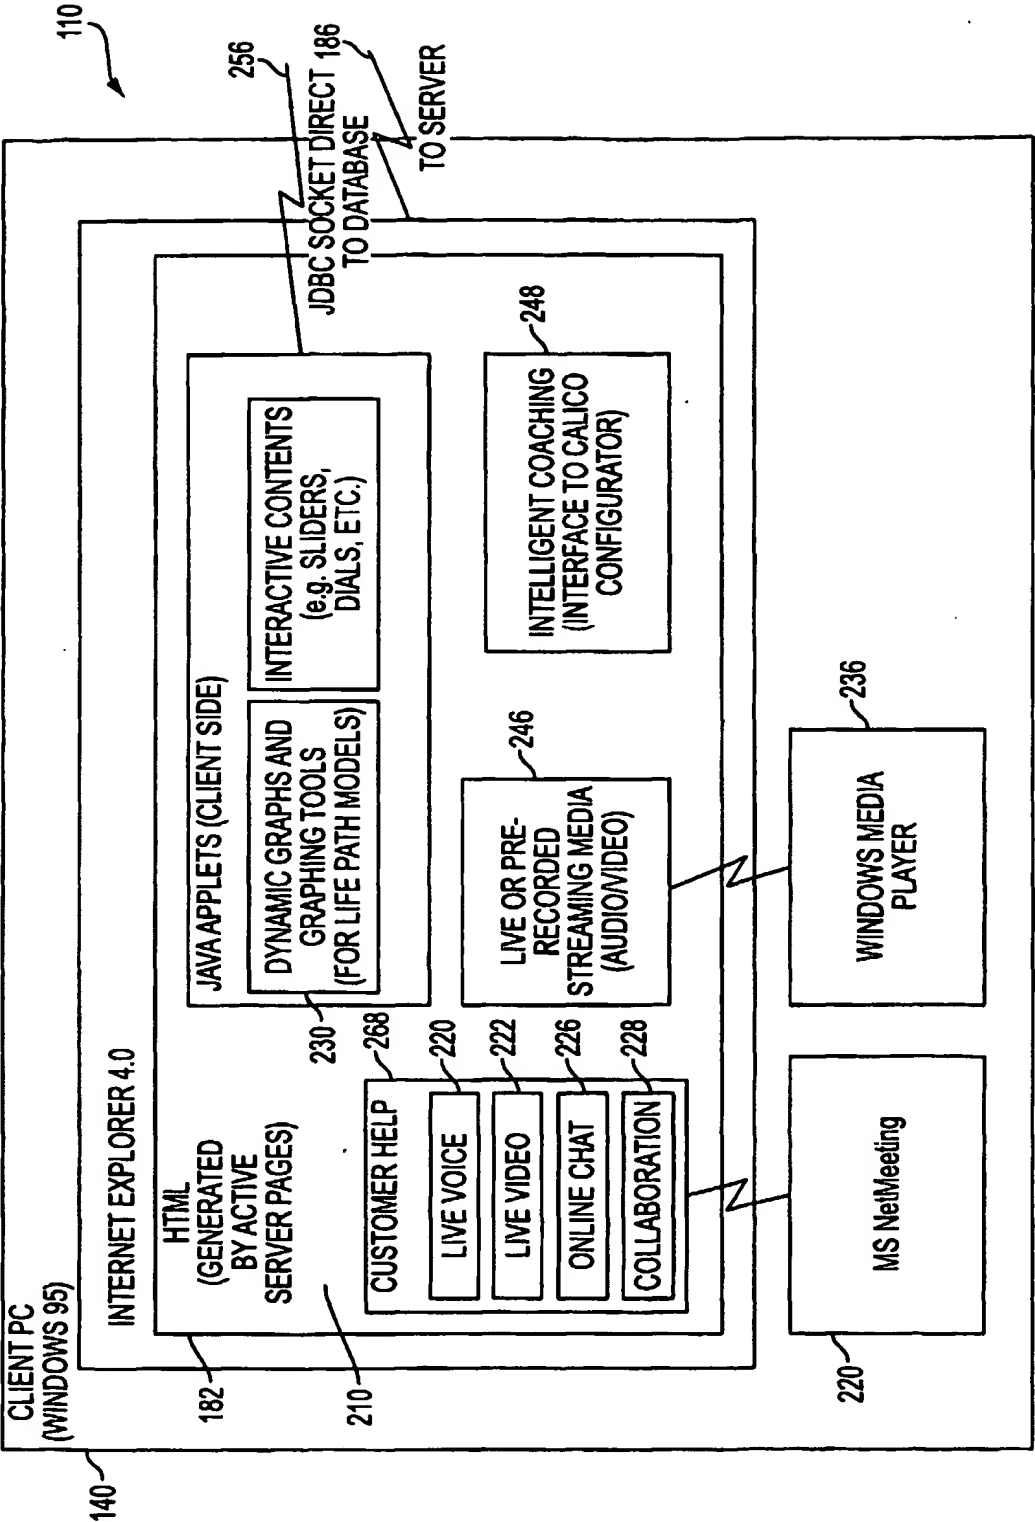 110
CLIENT PC
(WINDOWS 95)
140
INTERNET EXPLORER 4.0
182
HTML
(GENERATED
BY ACTIVE
SERVER PAGES)
210
JAVA APPLETS (CLIENT SIDE)
DYNAMIC GRAPHS AND
GRAPHING TOOLS
(FOR LIFE PATH MODELS)
230
INTERACTIVE CONTENTS
(e.g. SLIDERS,
DIALS, ETC.)
256
JDBC SOCKET DIRECT
TO DATABASE
186
TO SERVER
CUSTOMER HELP
268
LIVE VOICE
220
LIVE VIDEO
222
ONLINE CHAT
226
COLLABORATION
228
LIVE OR PRE-
RECORDED
STREAMING MEDIA
(AUDIO/VIDEO)
246
INTELLIGENT COACHING
(INTERFACE TO CALICO
CONFIGURATOR)
248
MS NetMeeting
220
WINDOWS MEDIA
PLAYER
236